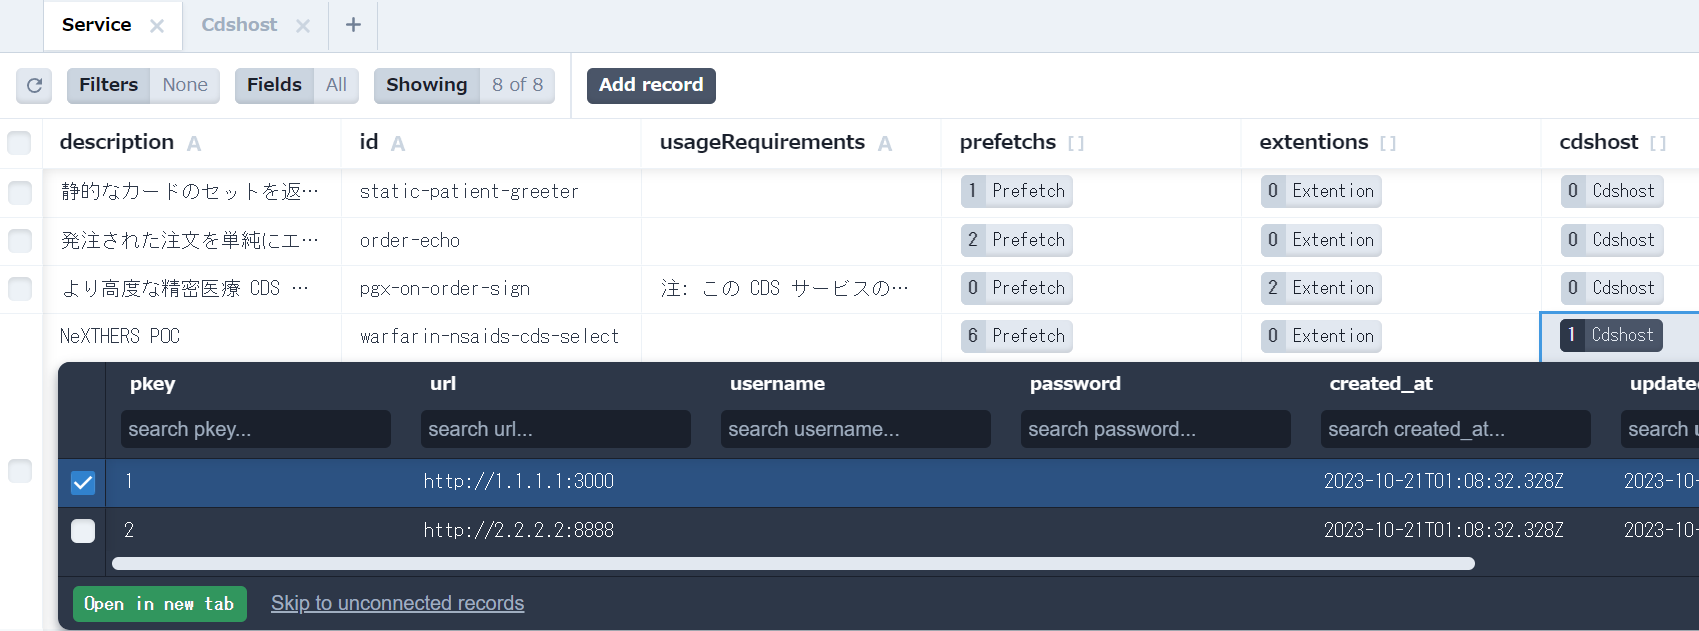 Service Cdshost
Filters None Fields All Showing 8 of 8 Add record
description A id A usageRequirements A prefetchs [] extentions [] cdshost []
静的なカードのセットを返… static-patient-greeter 1 Prefetch 0 Extention 0 Cdshost
発注された注文を単純にエ… order-echo 2 Prefetch 0 Extention 0 Cdshost
より高度な精密医療 CDS … pgx-on-order-sign 注: この CDS サービスの… 0 Prefetch 2 Extention 0 Cdshost
NeXTHERS POC warfarin-nsaids-cds-select 6 Prefetch 0 Extention 1 Cdshost
pkey url username password created_at update
search pkey... search url... search username... search password... search created_at... search
1 http://1.1.1.1:3000 2023-10-21T01:08:32.328Z 2023-10-
2 http://2.2.2.2:8888 2023-10-21T01:08:32.328Z 2023-10-
Open in new tab Skip to unconnected records